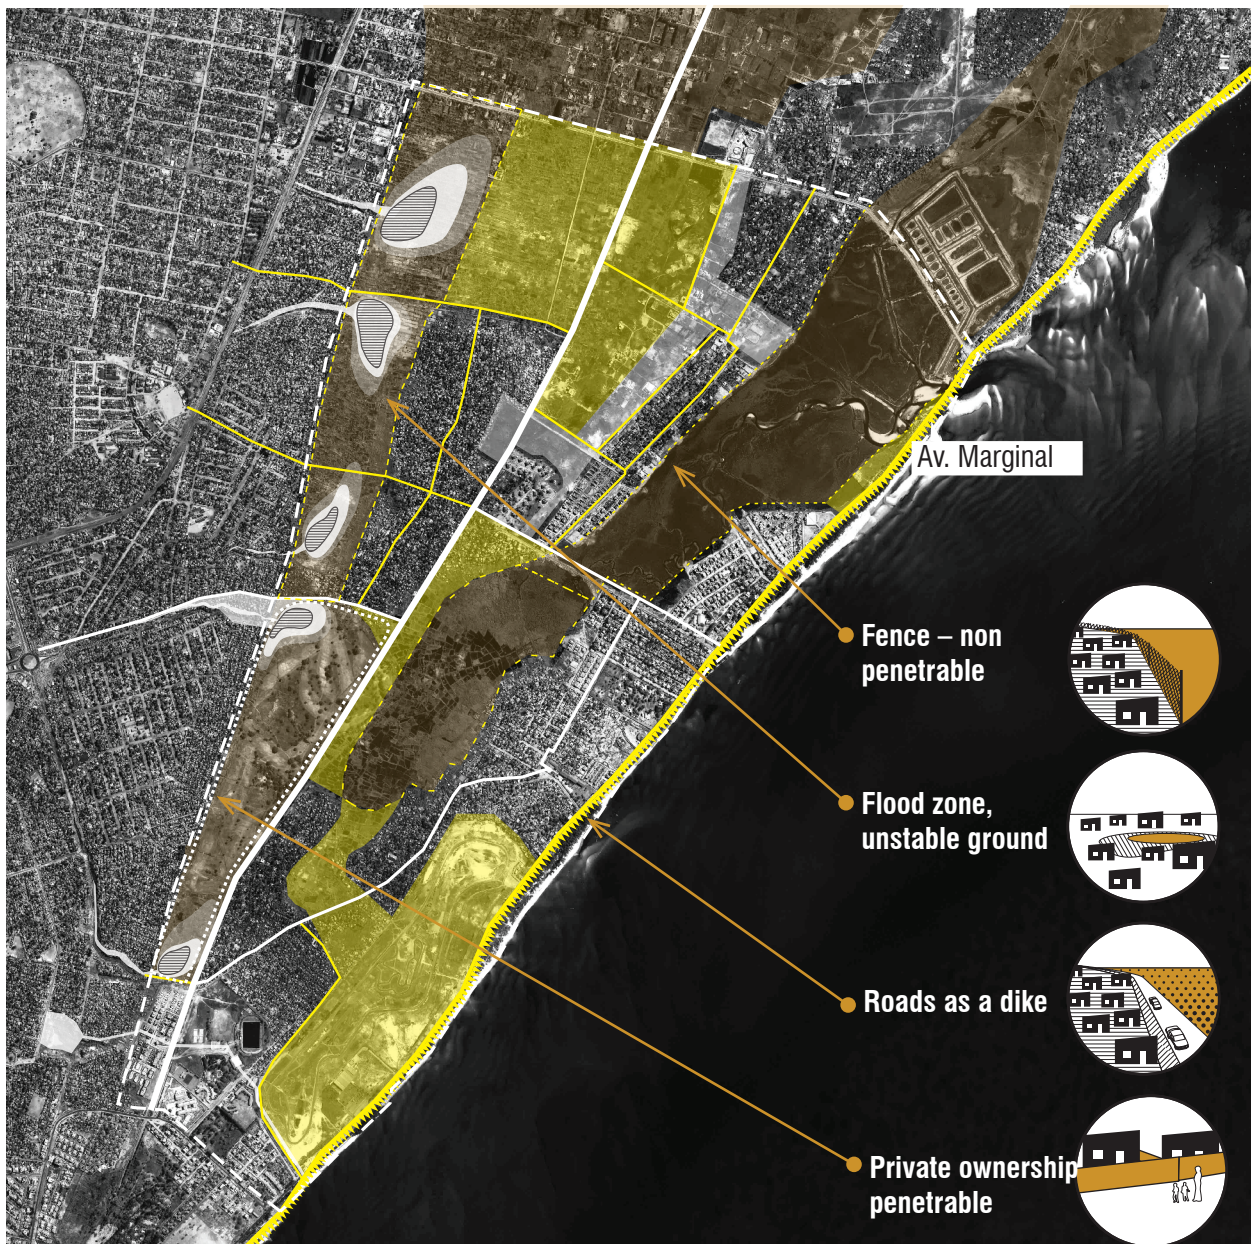 Av. Marginal
Fence – non
penetrable
Flood zone,
unstable ground
Roads as a dike
Private ownership
penetrable